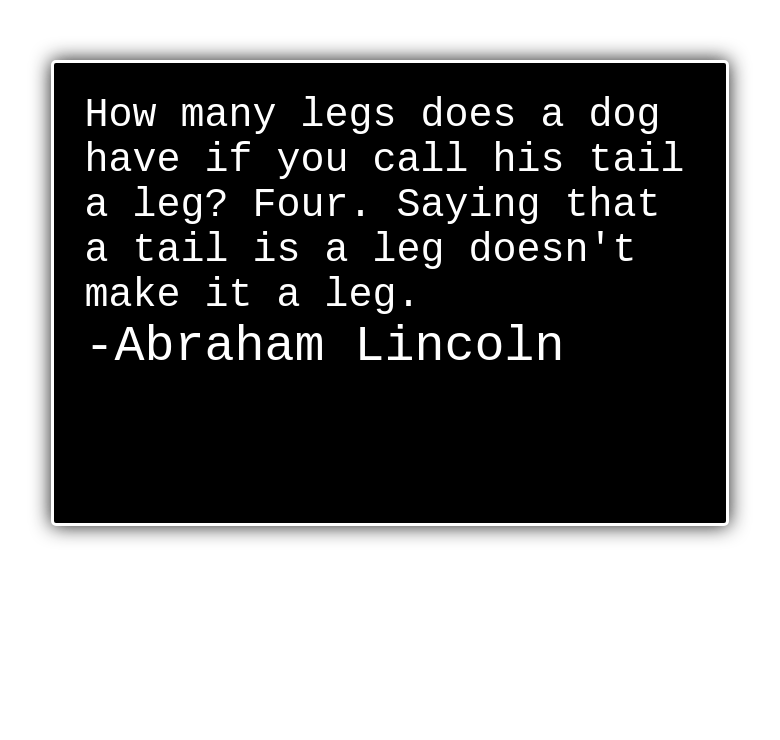 How many legs does a dog
have if you call his tail
a leg? Four. Saying that
a tail is a leg doesn't
make it a leg.
-Abraham Lincoln